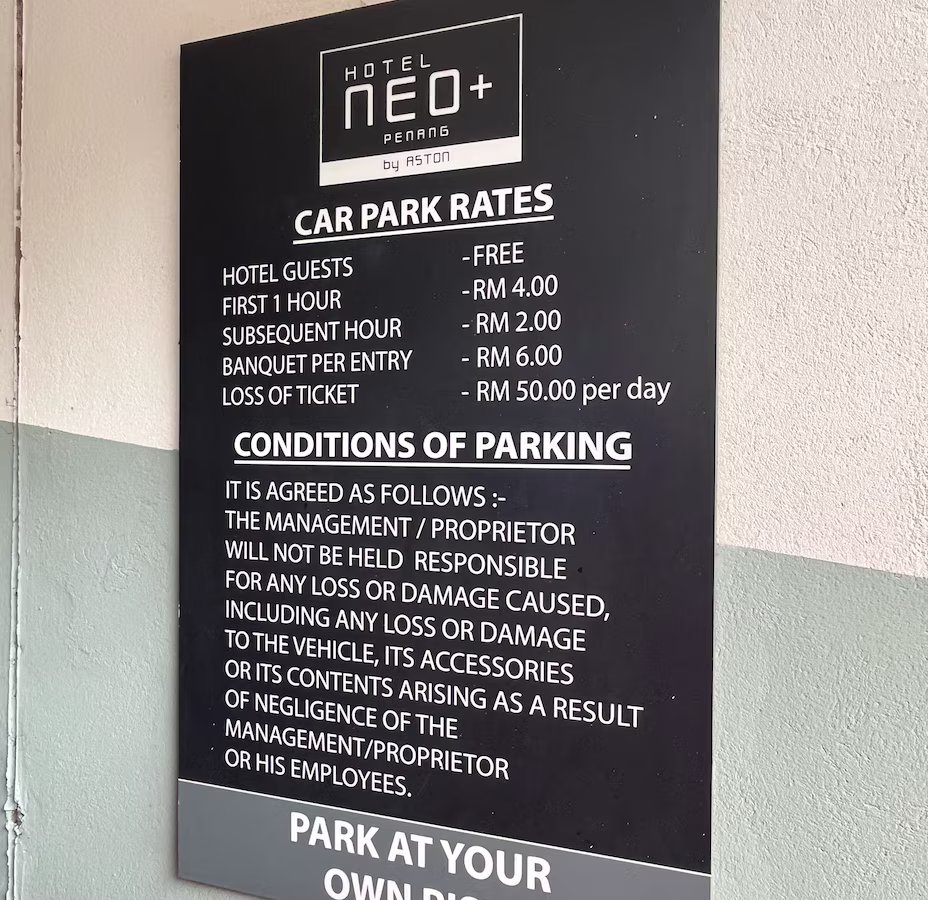 HOTEL
NEO+
PENANG
by ASTON
CAR PARK RATES
HOTEL GUESTS - FREE
FIRST 1 HOUR - RM 4.00
SUBSEQUENT HOUR - RM 2.00
BANQUET PER ENTRY - RM 6.00
LOSS OF TICKET - RM 50.00 per day
CONDITIONS OF PARKING
IT IS AGREED AS FOLLOWS :-
THE MANAGEMENT / PROPRIETOR
WILL NOT BE HELD RESPONSIBLE
FOR ANY LOSS OR DAMAGE CAUSED,
INCLUDING ANY LOSS OR DAMAGE
TO THE VEHICLE, ITS ACCESSORIES
OR ITS CONTENTS ARISING AS A RESULT
OF NEGLIGENCE OF THE
MANAGEMENT/PROPRIETOR
OR HIS EMPLOYEES.
PARK AT YOUR
OWN